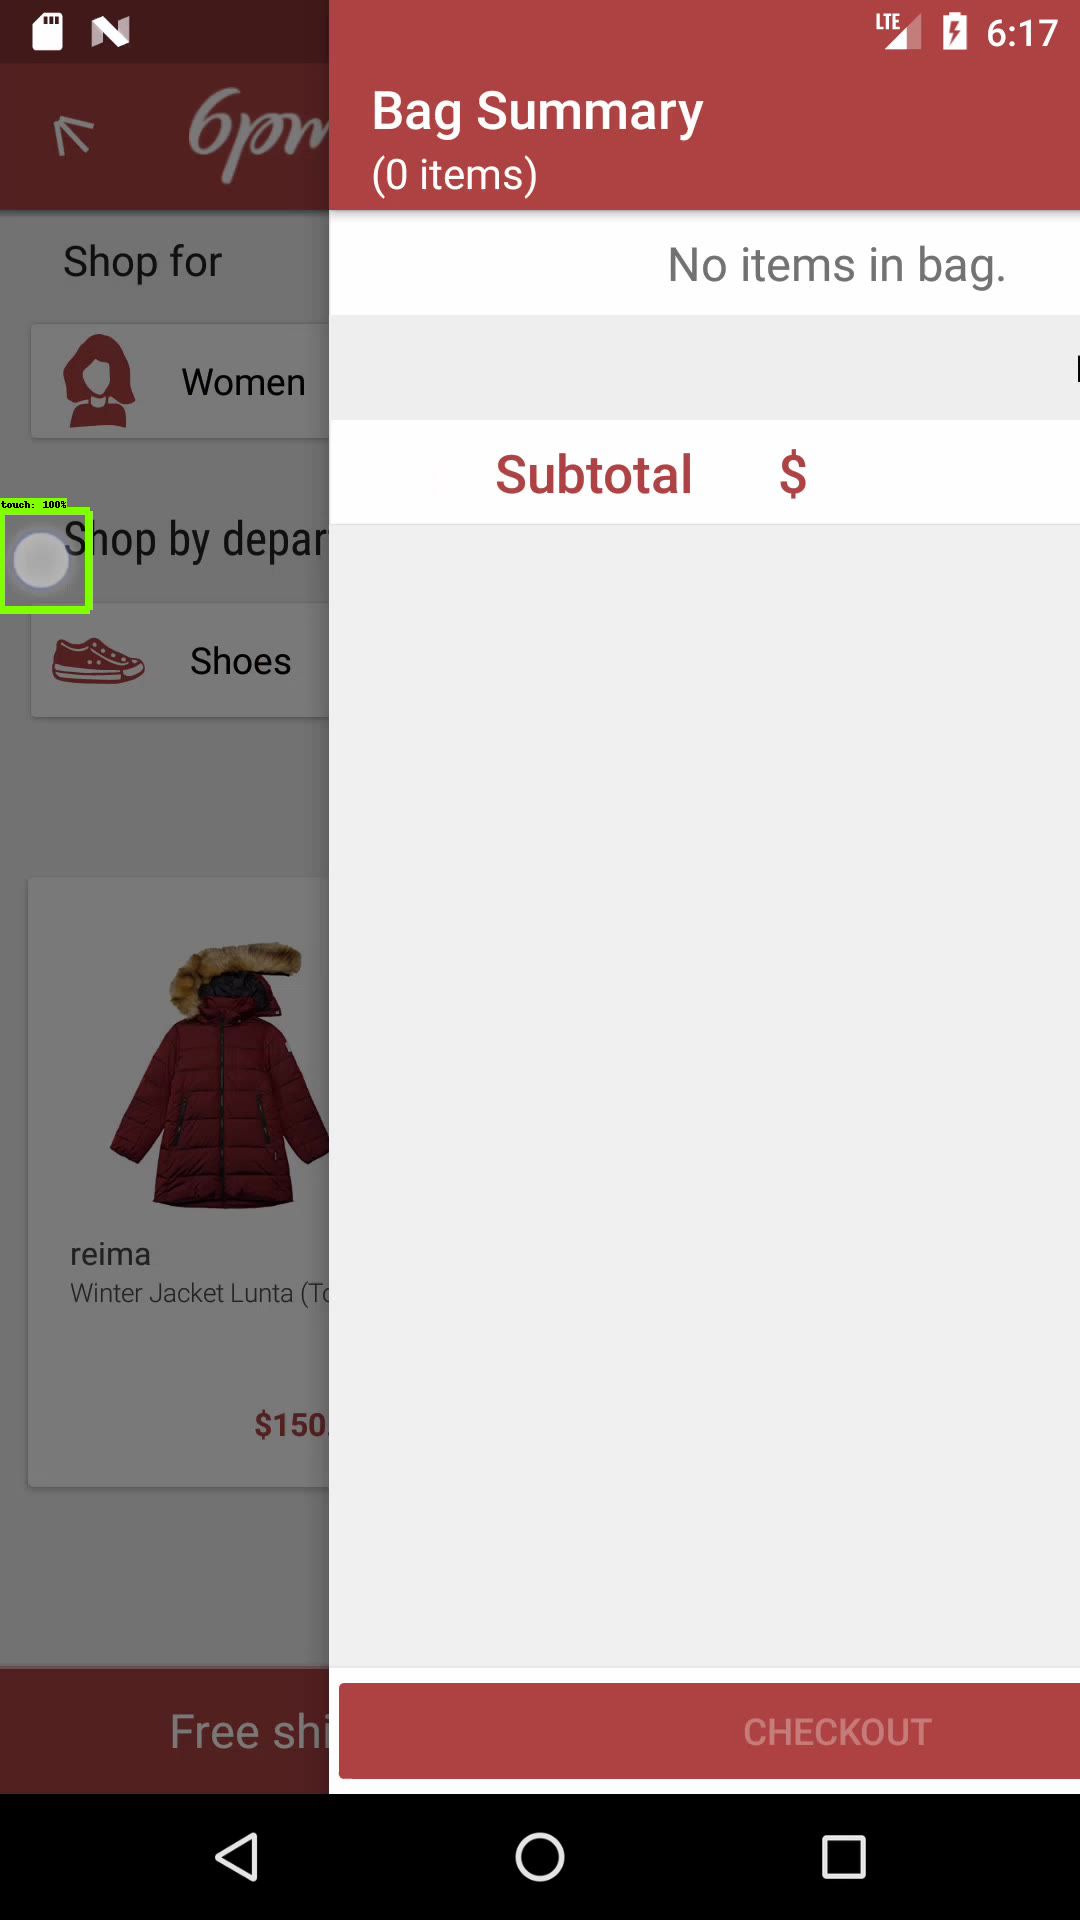 6:17
LTE
6pm
Bag Summary
(0 items)
No items in bag.
Subtotal $
CHECKOUT
Shop for
Women
touch: 100%
Shop by depar
Shoes
reima
Winter Jacket Lunta (To
$150.
Free shi